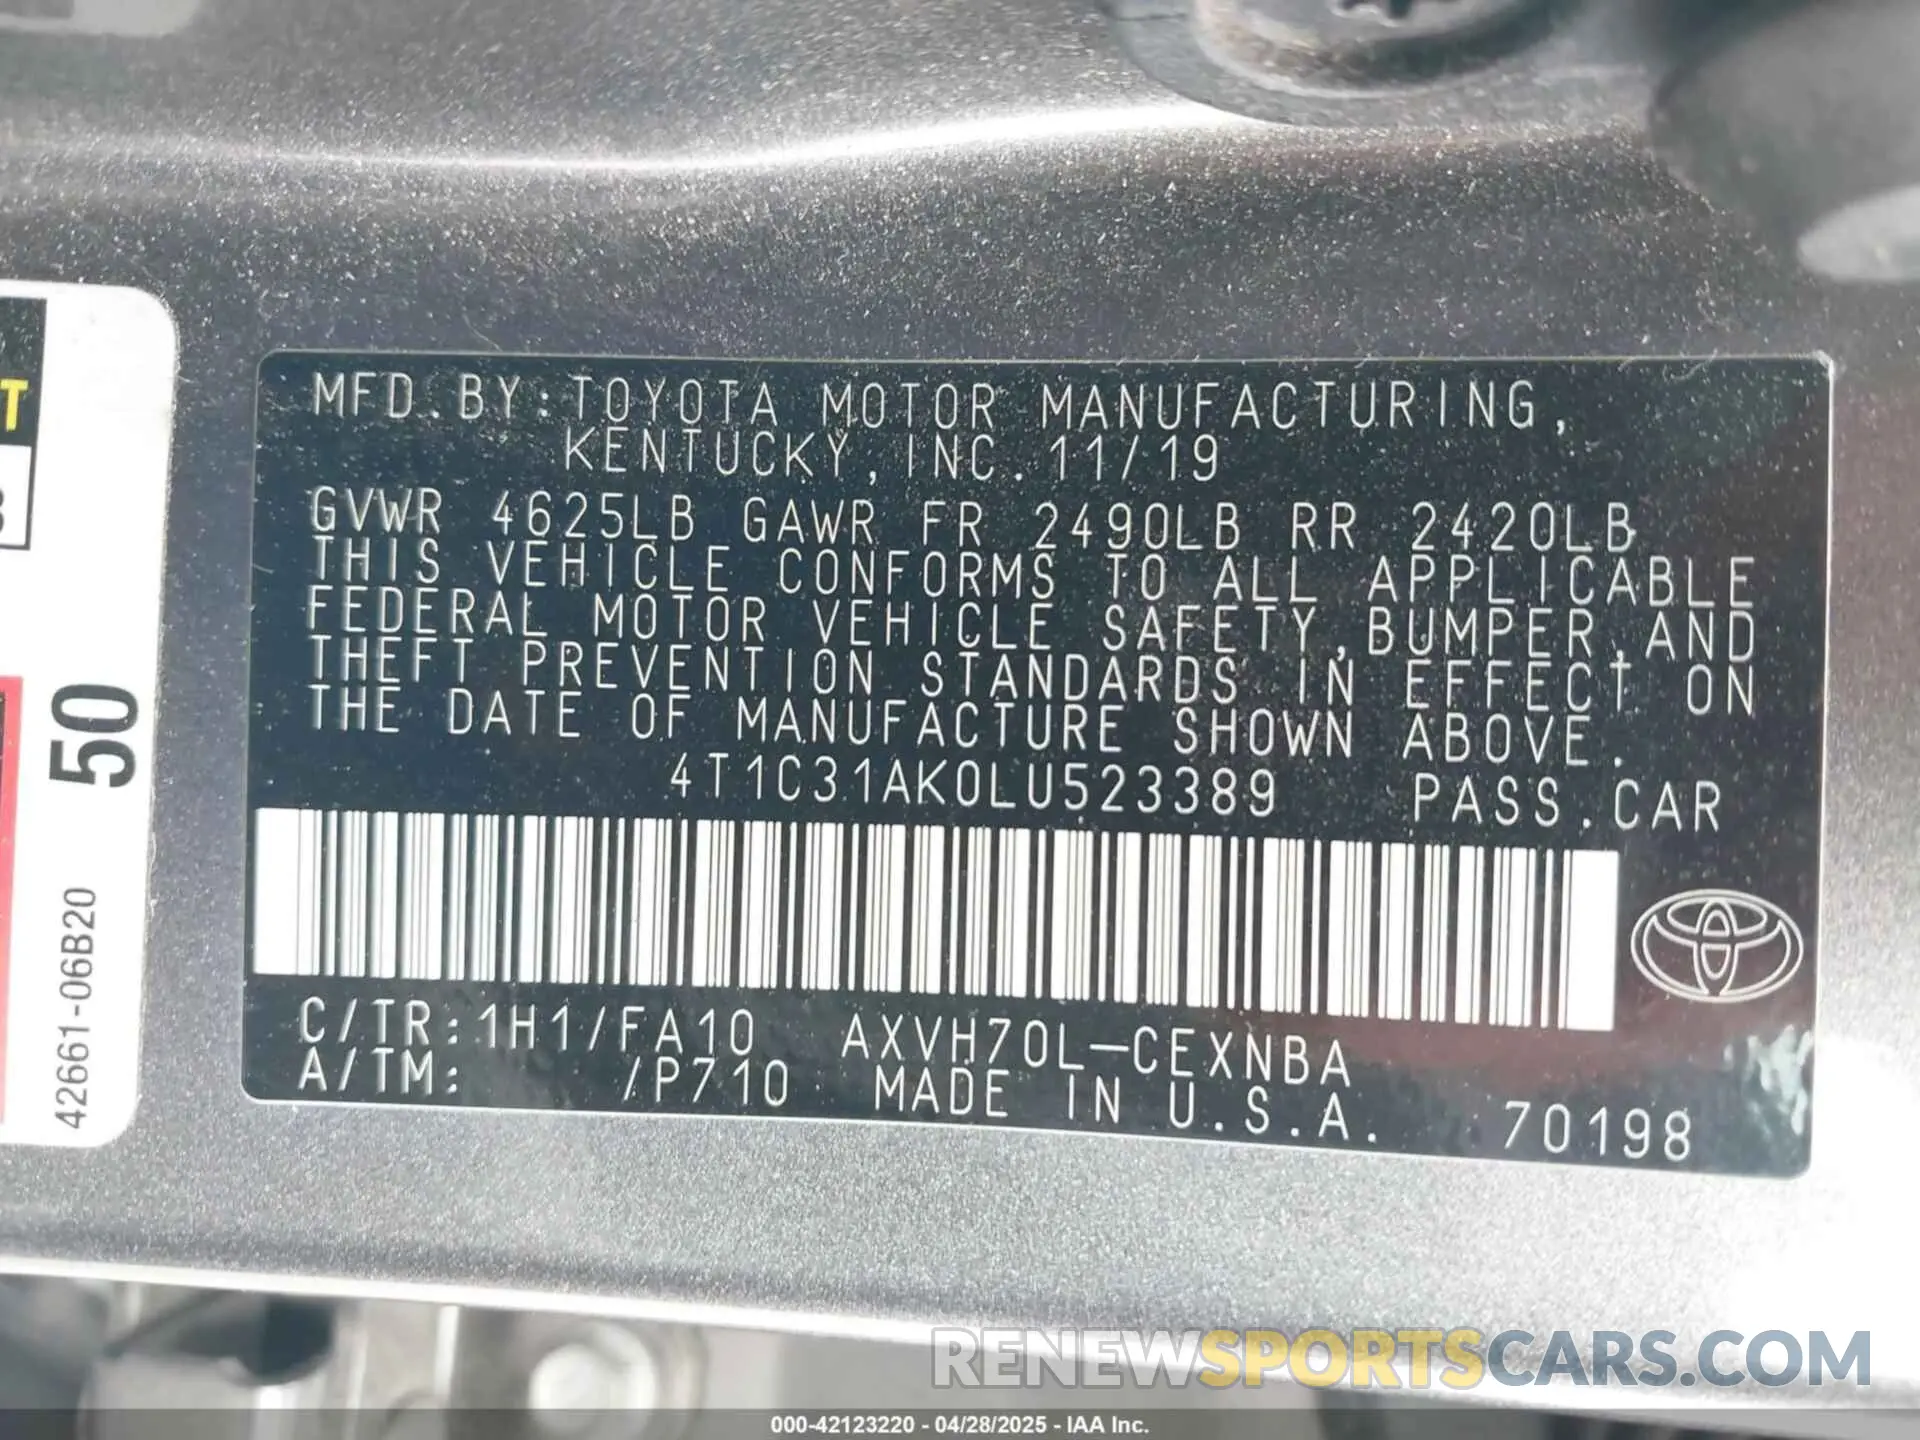 MFD.BY:TOYOTA MOTOR MANUFACTURING,
KENTUCKY, INC. 11/19
GVWR 4625LB GAWR FR 2490LB RR 2420LB
THIS VEHICLE CONFORMS TO ALL APPLICABLE
FEDERAL MOTOR VEHICLE SAFETY,BUMPER,AND
THEFT PREVENTION STANDARDS IN EFFECT ON
THE DATE OF MANUFACTURE SHOWN ABOVE.
4T1C31AK0LU523389 PASS.CAR
C/TR:1H1/FA10 AXVH70L-CEXNBA
A/TM: /P710 MADE IN U.S.A. 70198
T
50
42661-06B20
RENEWSPORTSCARS.COM
000-42123220 - 04/28/2025 - IAA Inc.